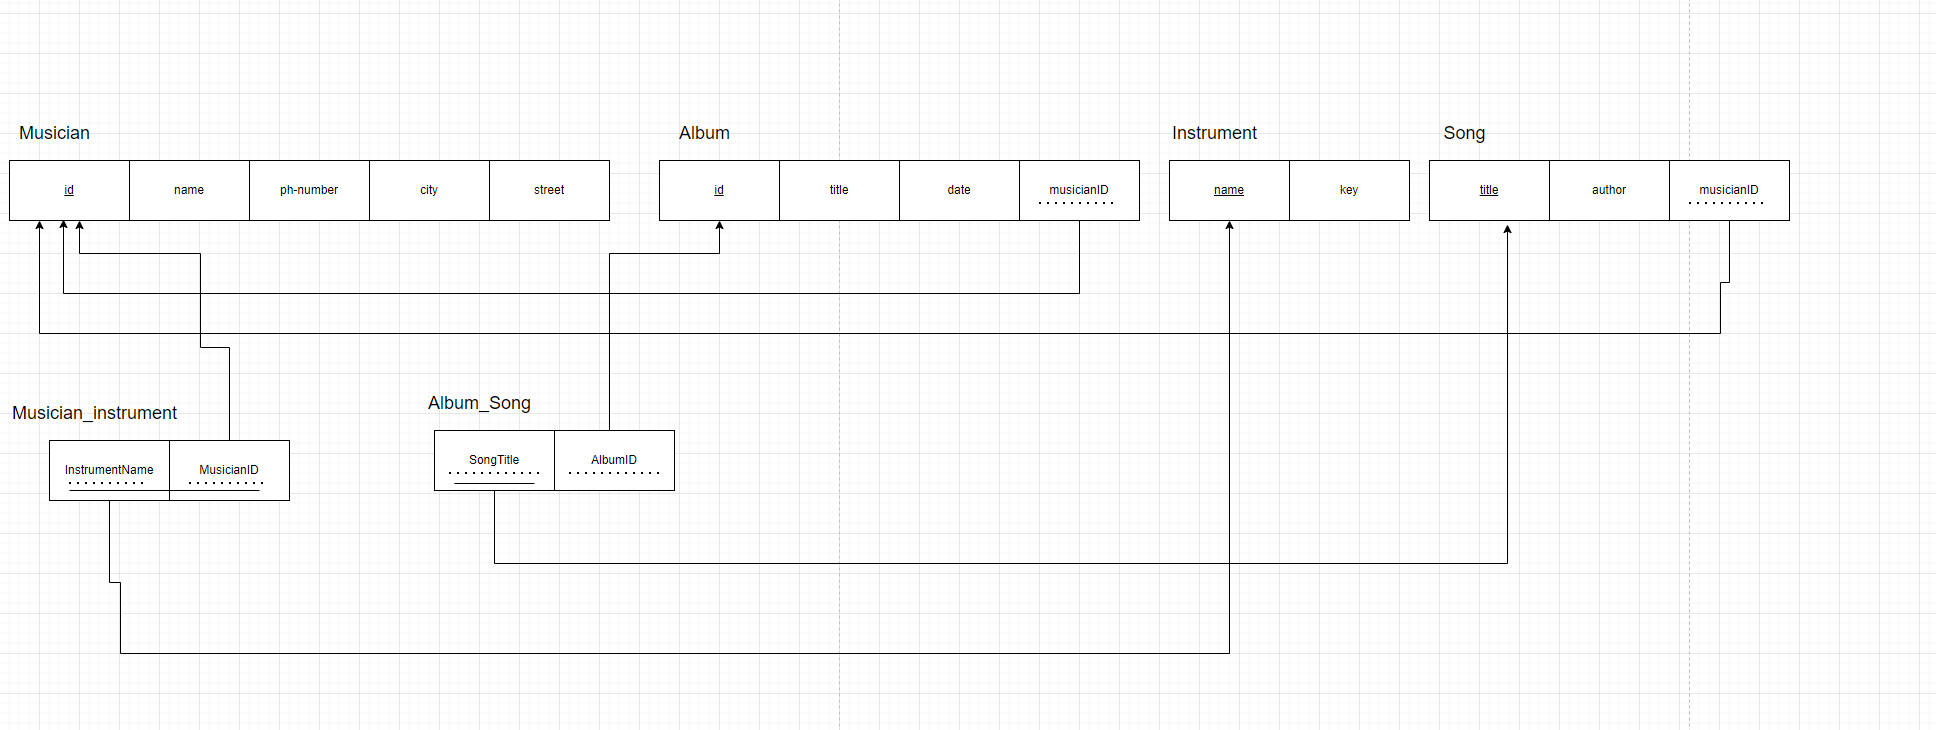 Musician
id
name
ph-number
city
street
Album
id
title
date
musicianID
Instrument
name
key
Song
title
author
musicianID
Musician_instrument
InstrumentName
MusicianID
Album_Song
SongTitle
AlbumID